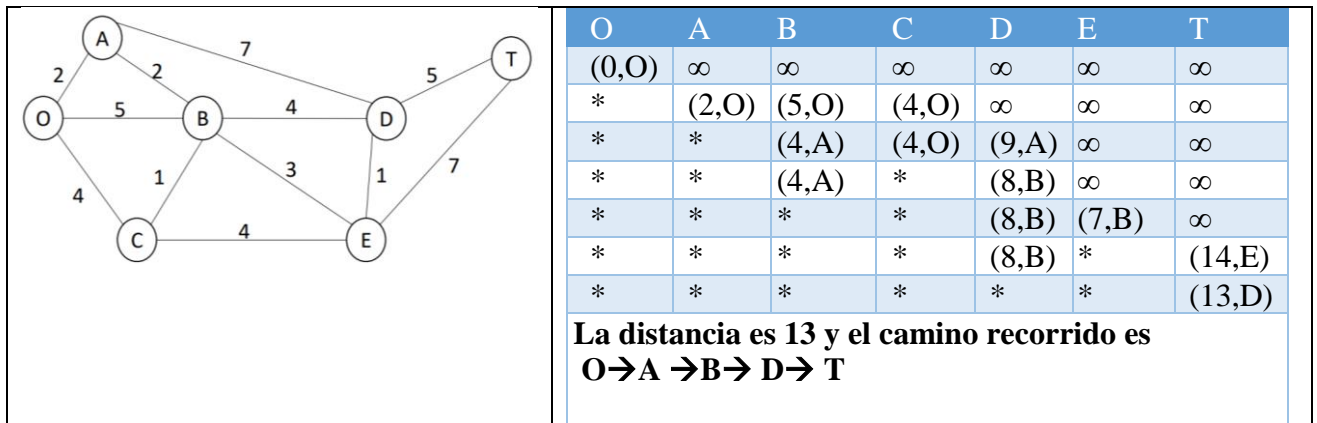 A
7
T
2
2
5
O
5
B
4
D
1
3
1
7
4
C
4
E
O A B C D E T
(0,O) ∞ ∞ ∞ ∞ ∞ ∞
* (2,O) (5,O) (4,O) ∞ ∞ ∞
* * (4,A) (4,O) (9,A) ∞ ∞
* * (4,A) * (8,B) ∞ ∞
* * * * (8,B) (7,B) ∞
* * * * (8,B) * (14,E)
* * * * * * (13,D)
La distancia es 13 y el camino recorrido es
O→A →B→ D→ T